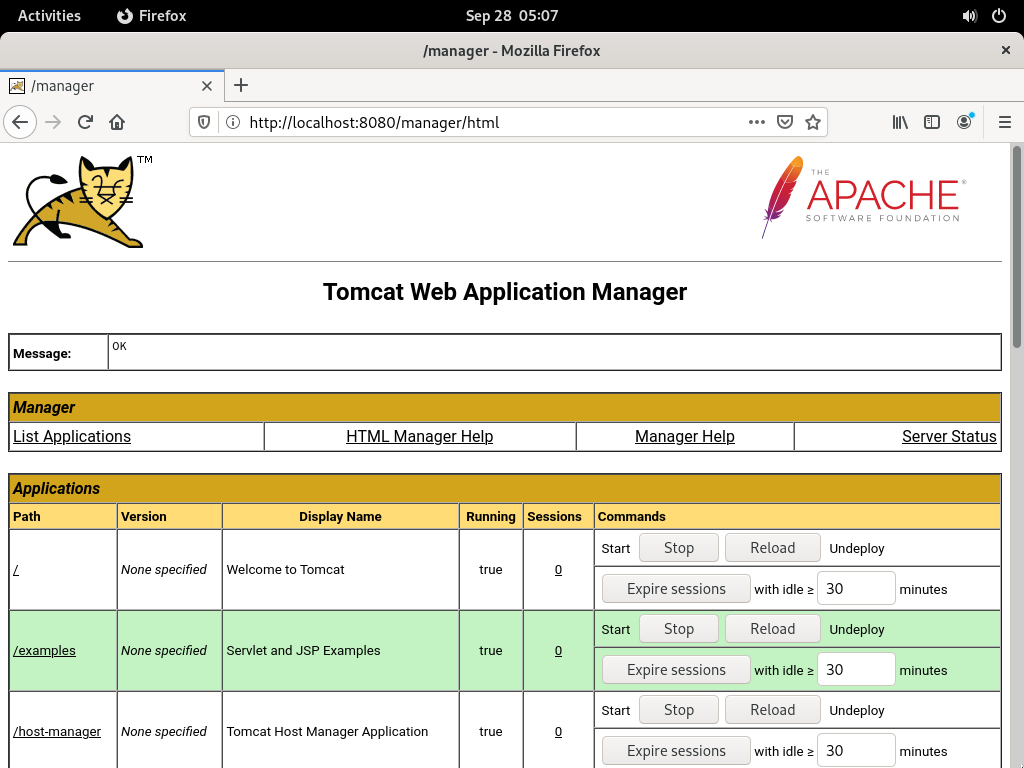 Activities Firefox Sep 28 05:07
/manager - Mozilla Firefox
/manager
http://localhost:8080/manager/html
TM
THE
APACHE®
SOFTWARE FOUNDATION
Tomcat Web Application Manager
Message: OK
Manager
List Applications HTML Manager Help Manager Help Server Status
Applications
Path Version Display Name Running Sessions Commands
/ None specified Welcome to Tomcat true 0 Start Stop Reload Undeploy
Expire sessions with idle ≥ 30 minutes
/examples None specified Servlet and JSP Examples true 0 Start Stop Reload Undeploy
Expire sessions with idle ≥ 30 minutes
/host-manager None specified Tomcat Host Manager Application true 0 Start Stop Reload Undeploy
Expire sessions with idle ≥ 30 minutes